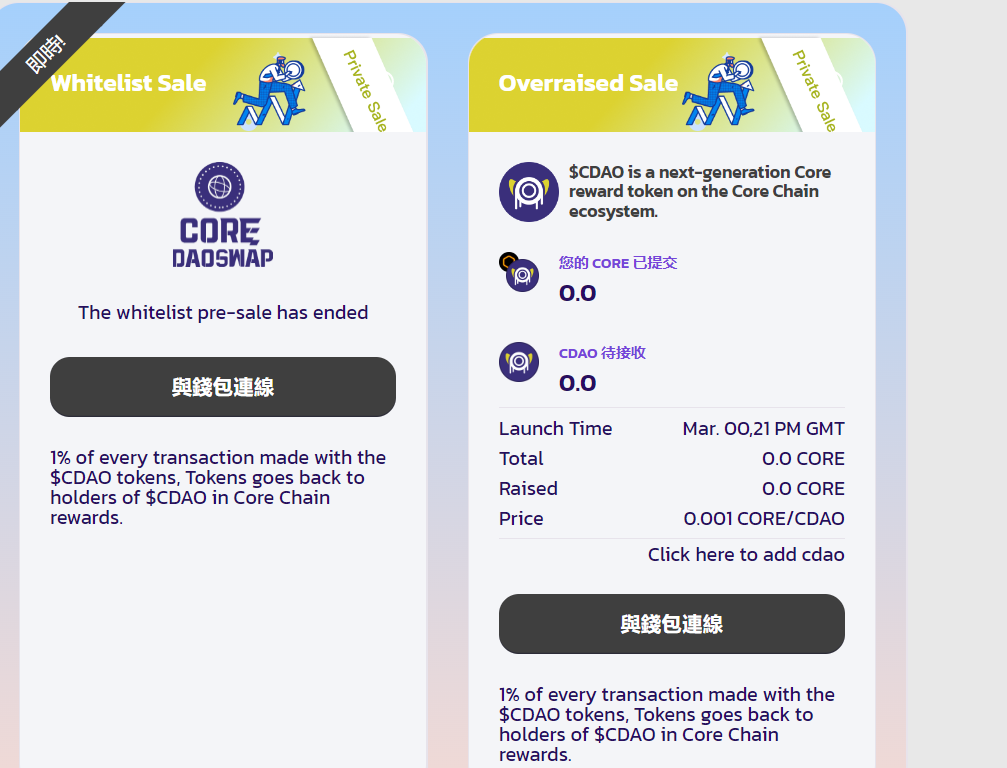 即時!
Whitelist Sale
Private Sale
CORE
DAOSWAP
The whitelist pre-sale has ended
與錢包連線
1% of every transaction made with the
$CDAO tokens, Tokens goes back to
holders of $CDAO in Core Chain
rewards.
Overraised Sale
Private Sale
$CDAO is a next-generation Core
reward token on the Core Chain
ecosystem.
您的 CORE 已提交
0.0
CDAO 待接收
0.0
Launch Time Mar. 00,21 PM GMT
Total 0.0 CORE
Raised 0.0 CORE
Price 0.001 CORE/CDAO
Click here to add cdao
與錢包連線
1% of every transaction made with the
$CDAO tokens, Tokens goes back to
holders of $CDAO in Core Chain
rewards.